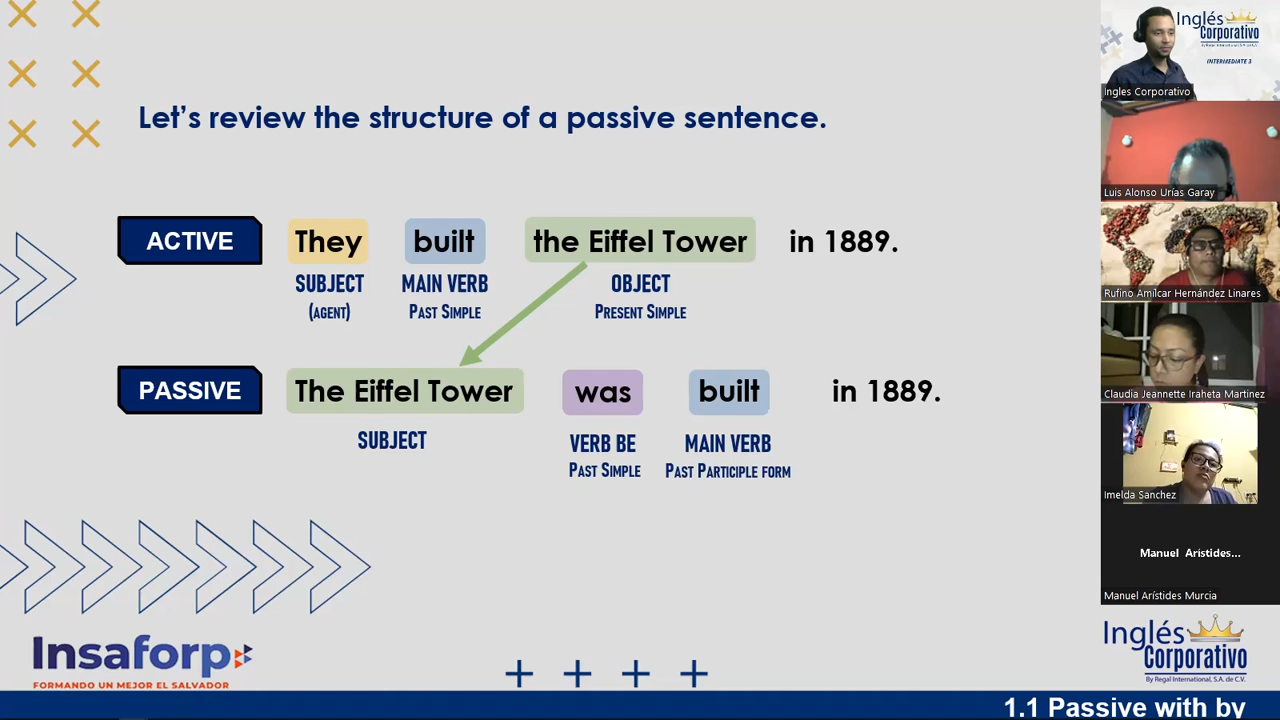 Let's review the structure of a passive sentence.
ACTIVE They built the Eiffel Tower in 1889.
SUBJECT MAIN VERB OBJECT
(AGENT) PAST SIMPLE PRESENT SIMPLE
PASSIVE The Eiffel Tower was built in 1889.
SUBJECT VERB BE MAIN VERB
PAST SIMPLE PAST PARTICIPLE FORM
Insaforp
FORMANDO UN MEJOR EL SALVADOR
1.1 Passive with by
Inglés
Corporativo
INTERMEDIATE 3
Ingles Corporativo
Luis Alonso Urías Garay
Rufino Amílcar Hernández Linares
Claudia Jeannette Iraheta Martinez
Imelda Sanchez
Manuel Aristides...
Manuel Arístides Murcia
Inglés
Corporativo
By Regal International, S.A. de C.V.